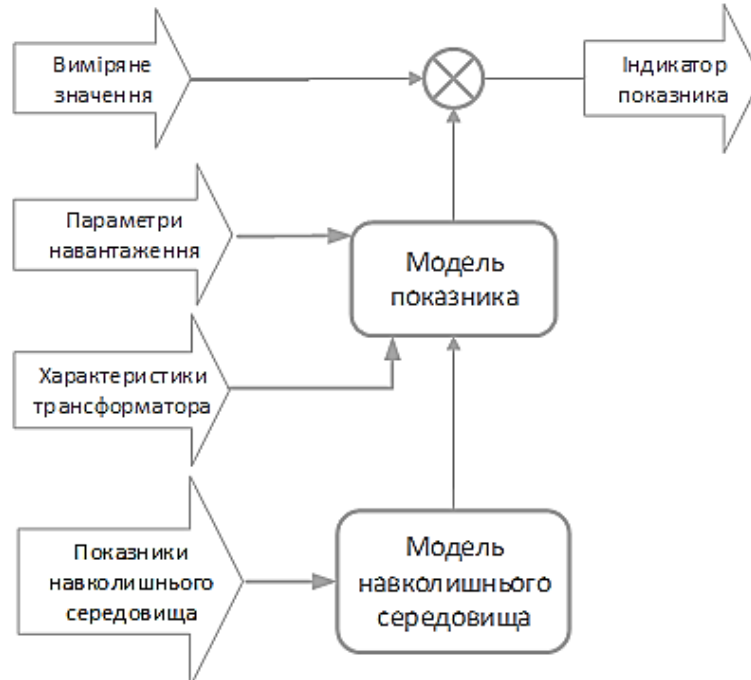 Виміряне
значення
Індикатор
показника
Параметри
навантаження
Модель
показника
Характеристики
трансформатора
Показники
навколишнього
середовища
Модель
навколишнього
середовища